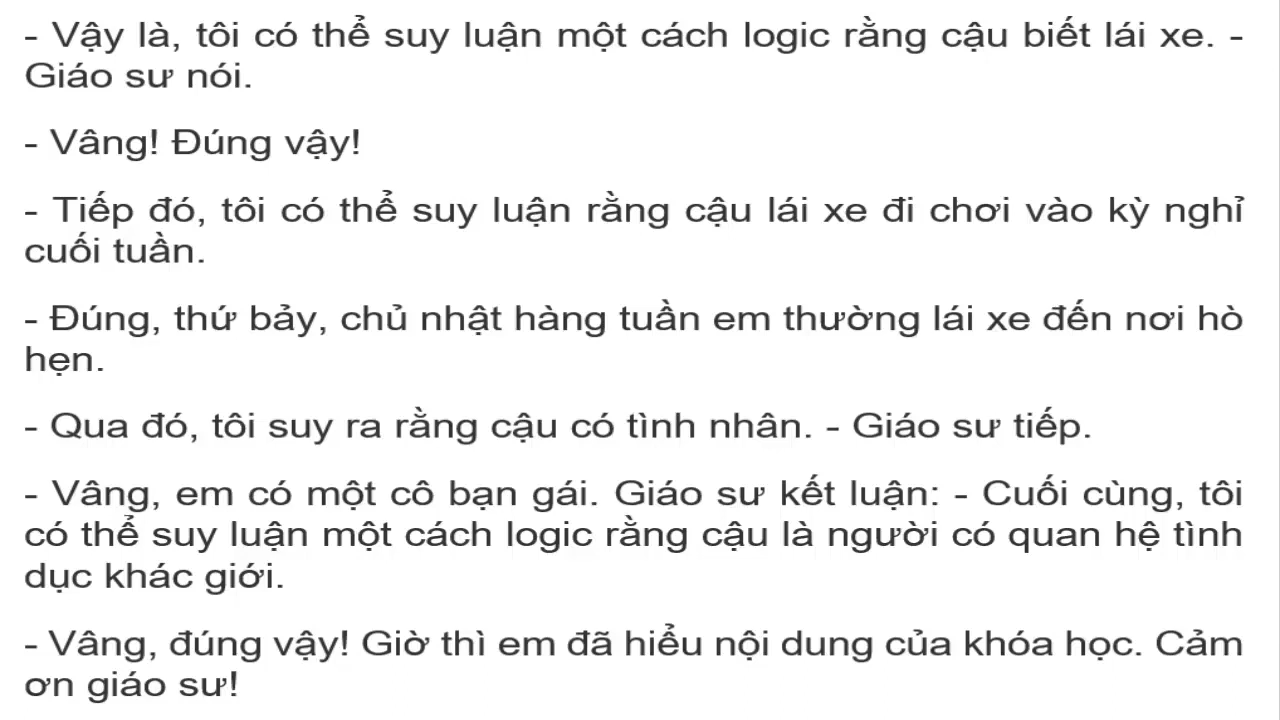 - Vậy là, tôi có thể suy luận một cách logic rằng cậu biết lái xe. -
Giáo sư nói.
- Vâng! Đúng vậy!
- Tiếp đó, tôi có thể suy luận rằng cậu lái xe đi chơi vào kỳ nghỉ
cuối tuần.
- Đúng, thứ bảy, chủ nhật hàng tuần em thường lái xe đến nơi hò
hẹn.
- Qua đó, tôi suy ra rằng cậu có tình nhân. - Giáo sư tiếp.
- Vâng, em có một cô bạn gái. Giáo sư kết luận: - Cuối cùng, tôi
có thể suy luận một cách logic rằng cậu là người có quan hệ tình
dục khác giới.
- Vâng, đúng vậy! Giờ thì em đã hiểu nội dung của khóa học. Cảm
ơn giáo sư!